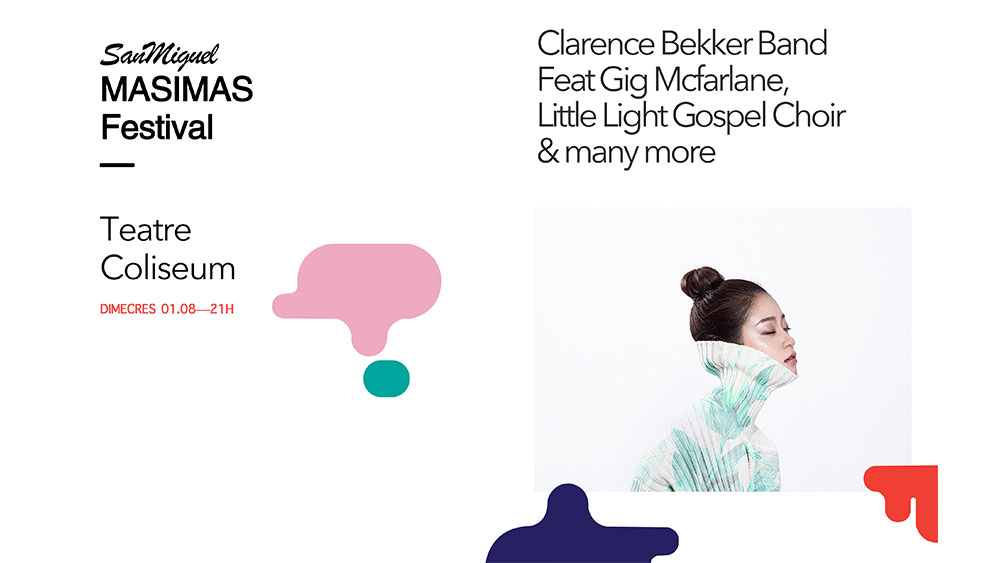 SanMiguel
MASIMAS
Festival
Teatre
Coliseum
DIMECRES 01.08—21H
Clarence Bekker Band
Feat Gig Mcfarlane,
Little Light Gospel Choir
& many more